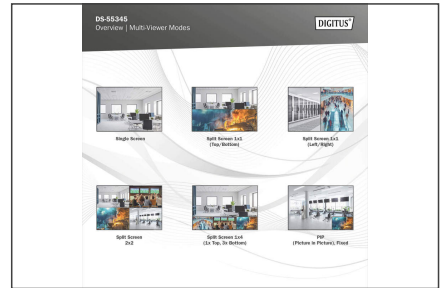 DS-55345
Overview | Multi-Viewer Modes
DIGITUS®
Single Screen
Split Screen 1x1
(Top/Bottom)
Split Screen 1x1
(Left/Right)
Split Screen
2x2
Split Screen 1x4
(1x Top, 3x Bottom)
PIP
(Picture in Picture), Fixed